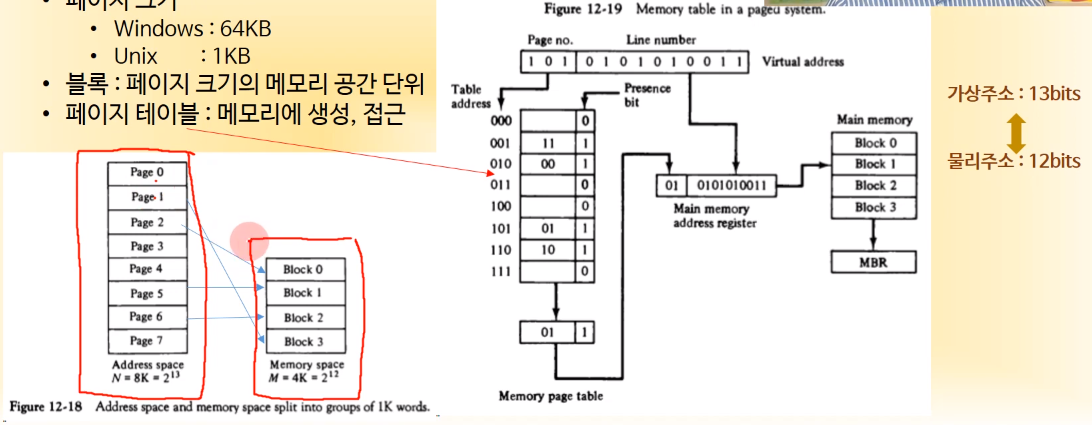 • 페이지 크기
• Windows : 64KB
• Unix : 1KB
• 블록 : 페이지 크기의 메모리 공간 단위
• 페이지 테이블 : 메모리에 생성, 접근
Page 0
Page 1
Page 2
Page 3
Page 4
Page 5
Page 6
Page 7
Address space
N = 8K = 2¹³
Block 0
Block 1
Block 2
Block 3
Memory space
M = 4K = 2¹²
Figure 12-18 Address space and memory space split into groups of 1K words.
Figure 12-19 Memory table in a paged system.
Page no. Line number
1 0 1 0 1 0 1 0 1 0 0 1 1 Virtual address
Table
address
Presence
bit
000 0
001 11 1
010 00 1
011 0
100 0
101 01 1
110 10 1
111 0
01 1
Memory page table
01 0101010011
Main memory
address register
Main memory
Block 0
Block 1
Block 2
Block 3
MBR
가상주소 : 13bits
물리주소 : 12bits